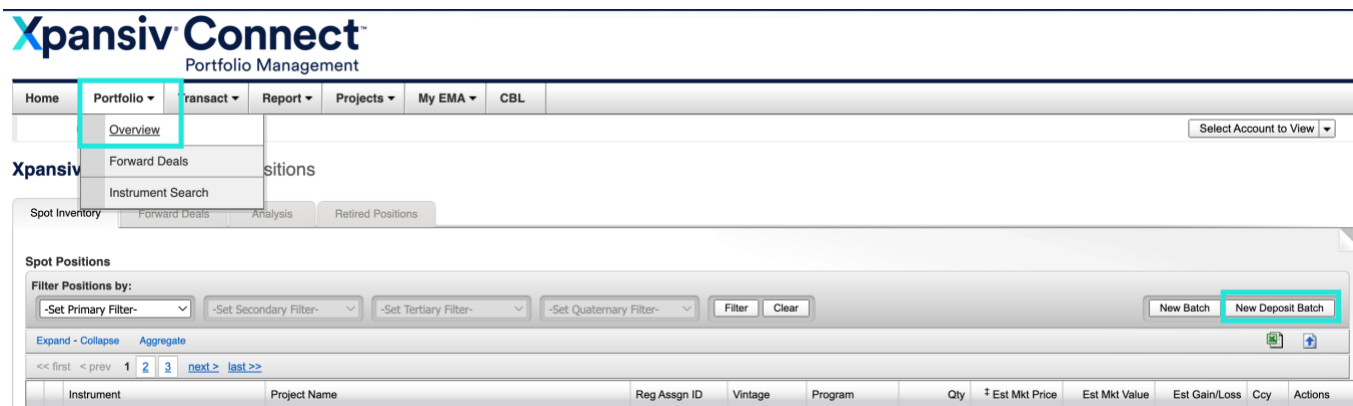 Xpansiv Connect™
Portfolio Management
Home Portfolio Transact Report Projects My EMA CBL
Overview
Select Account to View
Forward Deals
Xpansiv sitions
Instrument Search
Spot Inventory Forward Deals Analysis Retired Positions
Spot Positions
Filter Positions by:
-Set Primary Filter- -Set Secondary Filter- -Set Tertiary Filter- -Set Quaternary Filter- Filter Clear New Batch New Deposit Batch
Expand - Collapse Aggregate
<< first < prev 1 2 3 next > last >>
Instrument Project Name Reg Assgn ID Vintage Program Qty ‡ Est Mkt Price Est Mkt Value Est Gain/Loss Ccy Actions